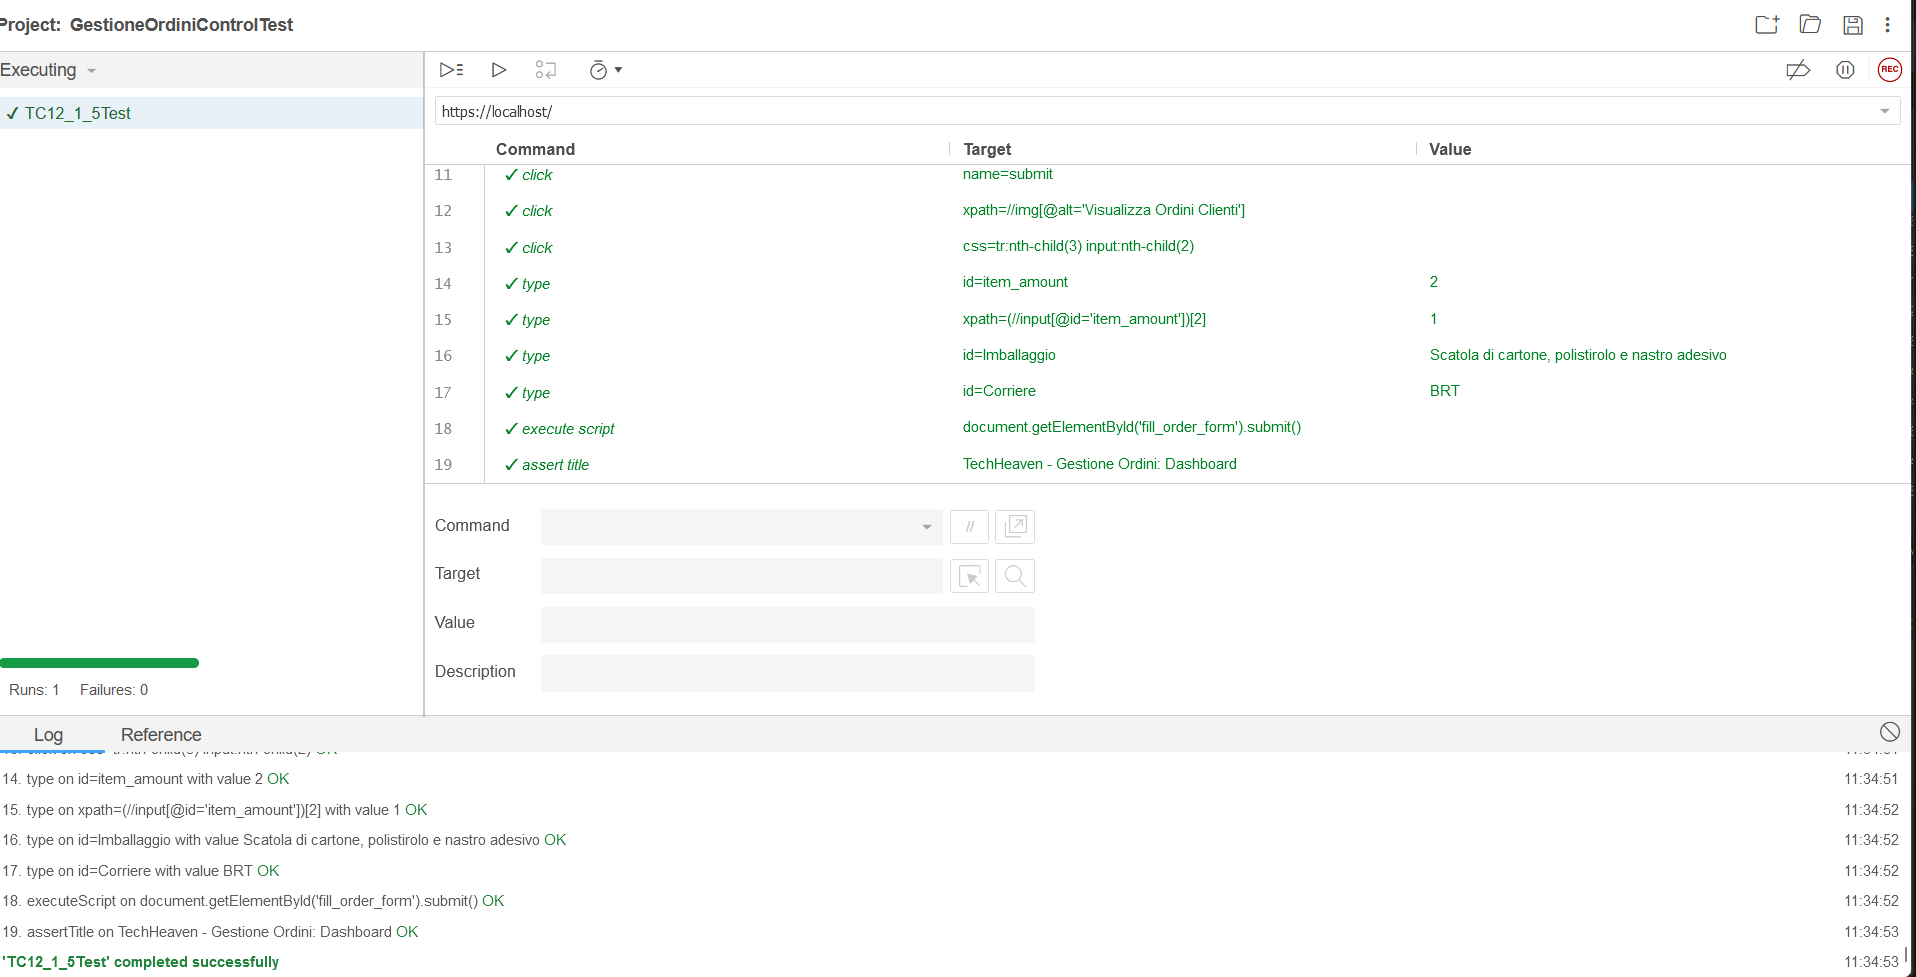 Project: GestioneOrdiniControlTest
REC
Executing
✓ TC12_1_5Test
https://localhost/
Command Target Value
11 ✓ click name=submit
12 ✓ click xpath=//img[@alt='Visualizza Ordini Clienti']
13 ✓ click css=tr:nth-child(3) input:nth-child(2)
14 ✓ type id=item_amount 2
15 ✓ type xpath=(//input[@id='item_amount'])[2] 1
16 ✓ type id=Imballaggio Scatola di cartone, polistirolo e nastro adesivo
17 ✓ type id=Corriere BRT
18 ✓ execute script document.getElementById('fill_order_form').submit()
19 ✓ assert title TechHeaven - Gestione Ordini: Dashboard
Command //
Target
Value
Description
Runs: 1 Failures: 0
Log Reference
14. type on id=item_amount with value 2 OK 11:34:51
15. type on xpath=(//input[@id='item_amount'])[2] with value 1 OK 11:34:52
16. type on id=Imballaggio with value Scatola di cartone, polistirolo e nastro adesivo OK 11:34:52
17. type on id=Corriere with value BRT OK 11:34:52
18. executeScript on document.getElementById('fill_order_form').submit() OK 11:34:52
19. assertTitle on TechHeaven - Gestione Ordini: Dashboard OK 11:34:53
'TC12_1_5Test' completed successfully 11:34:53